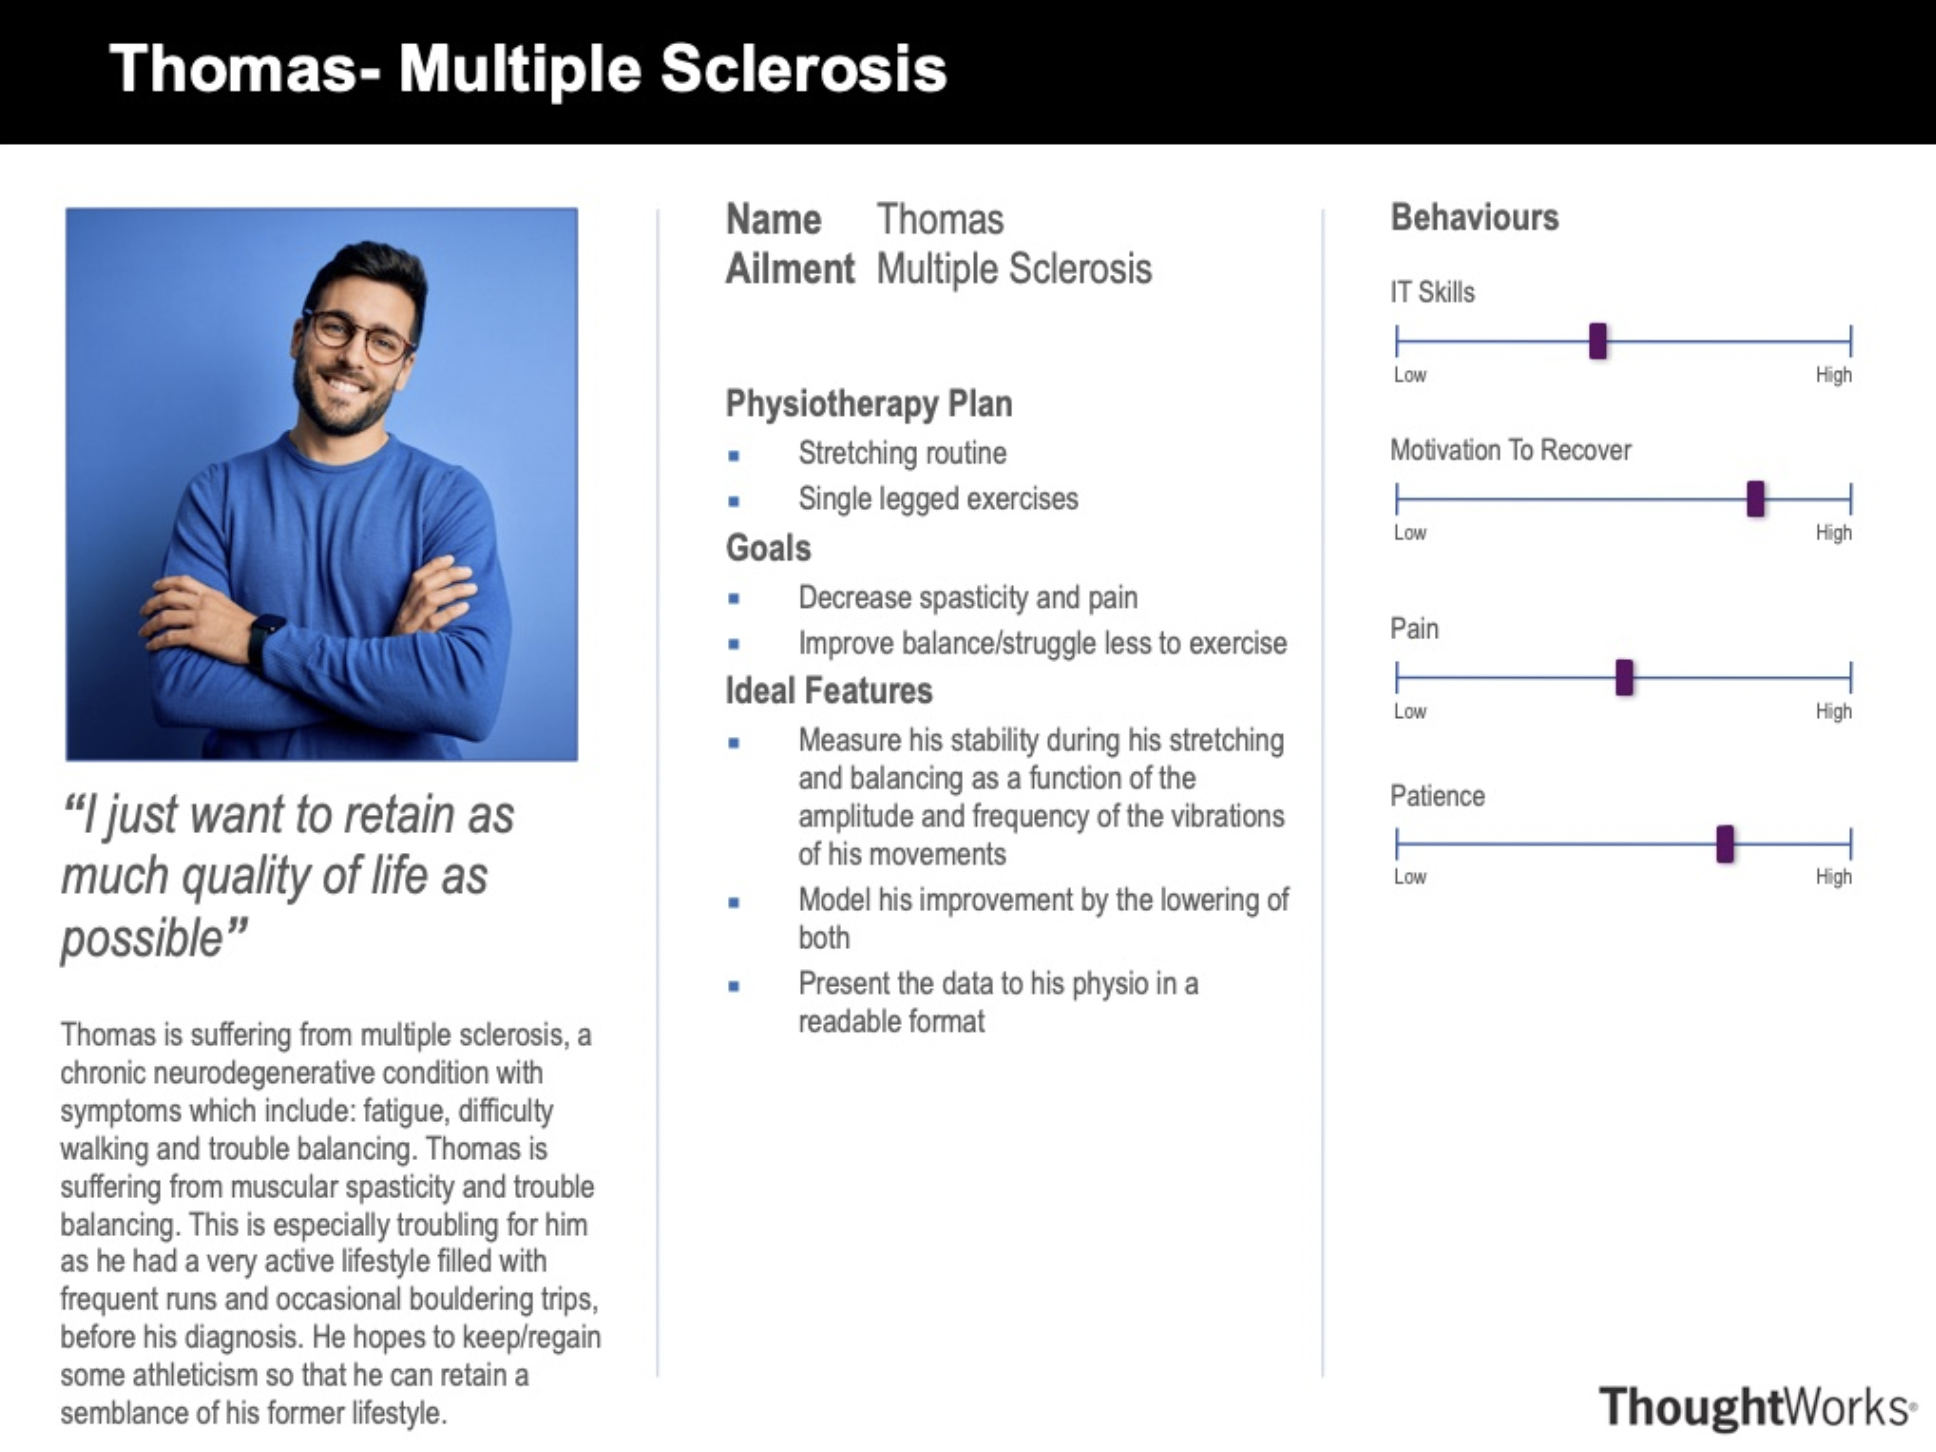 Thomas- Multiple Sclerosis
“I just want to retain as
much quality of life as
possible”
Thomas is suffering from multiple sclerosis, a
chronic neurodegenerative condition with
symptoms which include: fatigue, difficulty
walking and trouble balancing. Thomas is
suffering from muscular spasticity and trouble
balancing. This is especially troubling for him
as he had a very active lifestyle filled with
frequent runs and occasional bouldering trips,
before his diagnosis. He hopes to keep/regain
some athleticism so that he can retain a
semblance of his former lifestyle.
Name Thomas
Ailment Multiple Sclerosis
Physiotherapy Plan
Stretching routine
Single legged exercises
Goals
Decrease spasticity and pain
Improve balance/struggle less to exercise
Ideal Features
Measure his stability during his stretching
and balancing as a function of the
amplitude and frequency of the vibrations
of his movements
Model his improvement by the lowering of
both
Present the data to his physio in a
readable format
Behaviours
IT Skills
Low High
Motivation To Recover
Low High
Pain
Low High
Patience
Low High
ThoughtWorks®